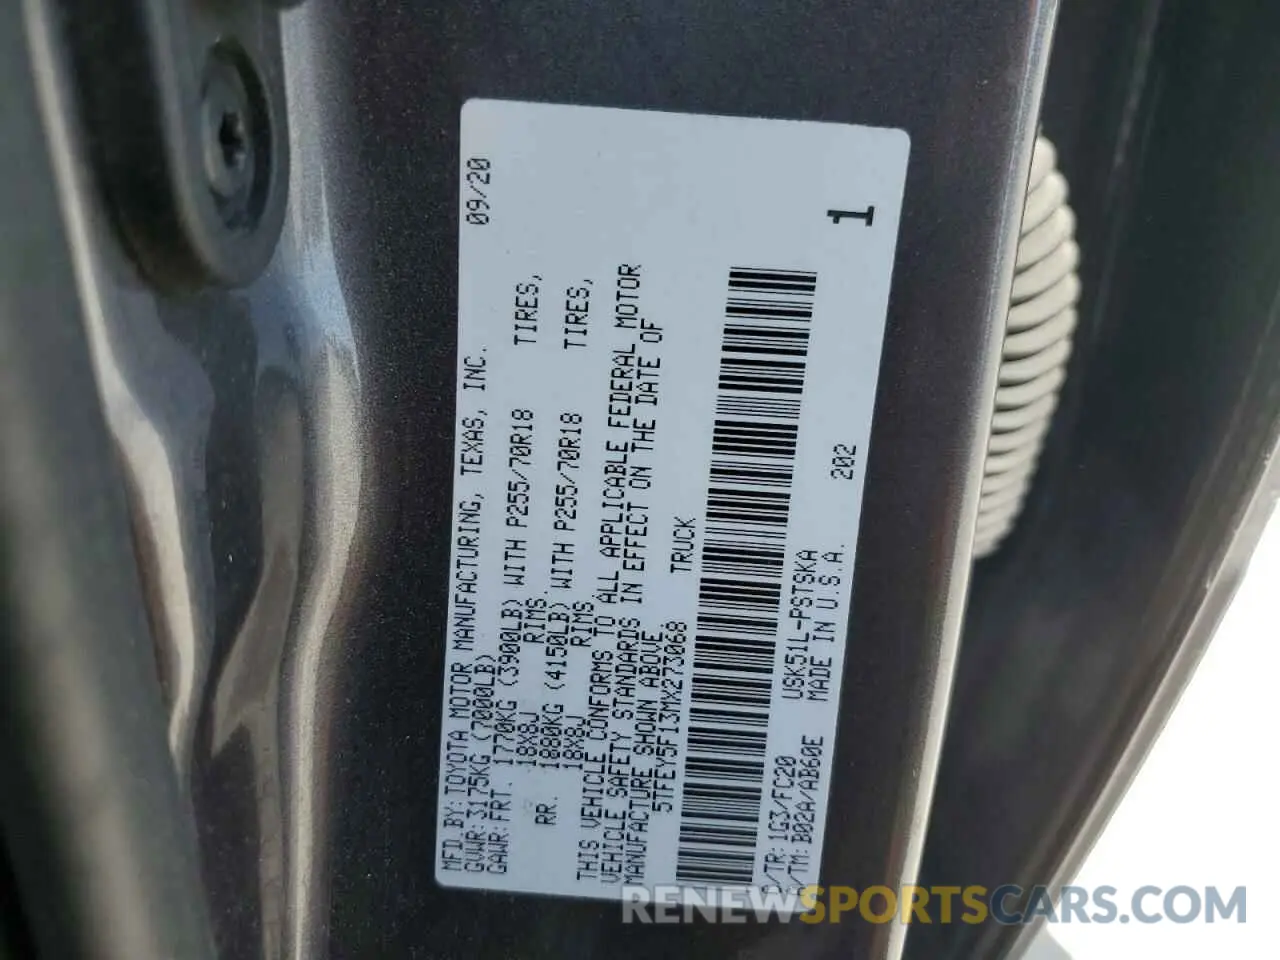 09/20
MFD BY: TOYOTA MOTOR MANUFACTURING, TEXAS, INC.
GVWR: 3175KG (7000LB)
GAWR: FRT. 1770KG (3900LB) WITH P255/70R18 TIRES,
18X8J RIMS.
RR. 1880KG (4150LB) WITH P255/70R18 TIRES,
18X8J RIMS
THIS VEHICLE CONFORMS TO ALL APPLICABLE FEDERAL MOTOR
VEHICLE SAFETY STANDARDS IN EFFECT ON THE DATE OF
MANUFACTURE SHOWN ABOVE.
5TFEY5F13MX273068 TRUCK
1
C/TR: 1G3/FC20 USK51L-PSTSKA 202
A/TM: B02A/AB60E MADE IN U.S.A.
RENEWSPORTSCARS.COM